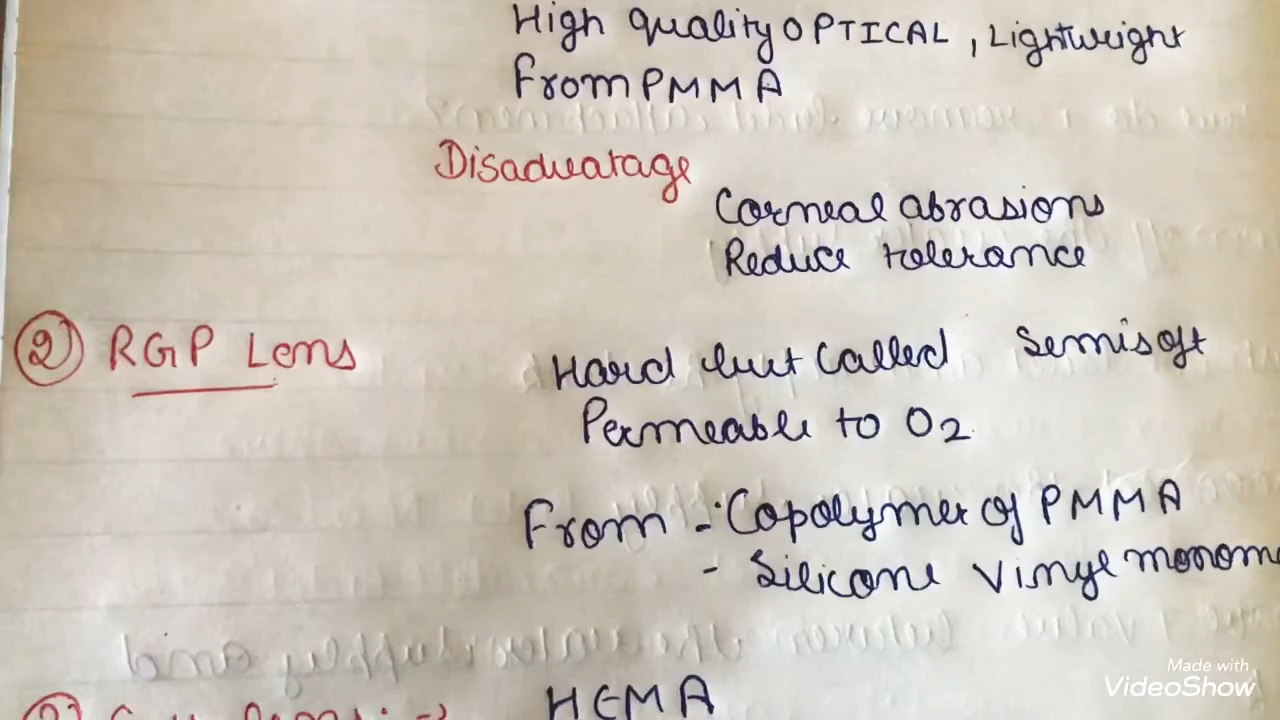 High quality OPTICAL, Lightweight
From PMMA
Disadvatage
Corneal abrasions
Reduce tolerance
② RGP Lens
Hard but called Semisoft
Permeable to O2
From - Copolymer of PMMA
- Silicone Vinyl monom
HEMA
Made with
VideoShow